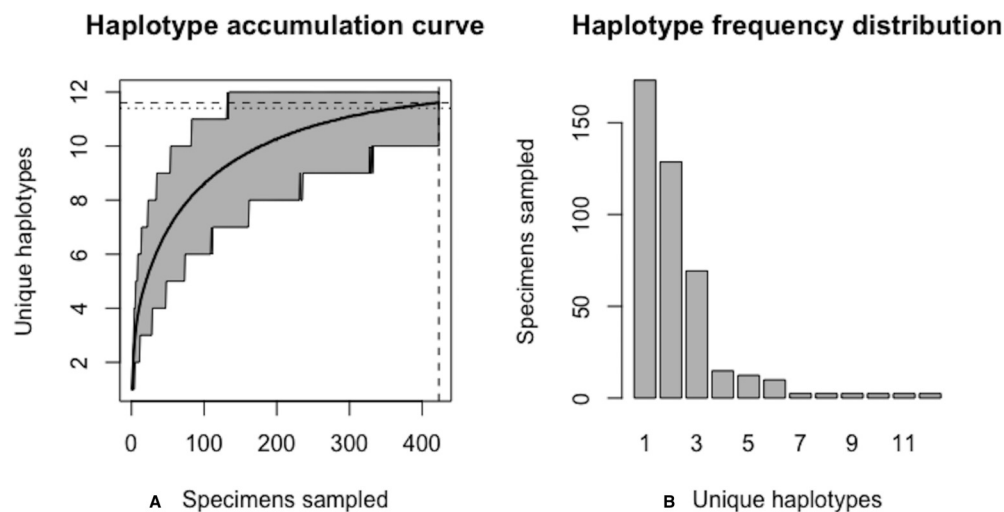 Haplotype accumulation curve
Unique haplotypes
12
10
8
6
4
2
0 100 200 300 400
A Specimens sampled
Haplotype frequency distribution
Specimens sampled
150
100
50
0
1 3 5 7 9 11
B Unique haplotypes